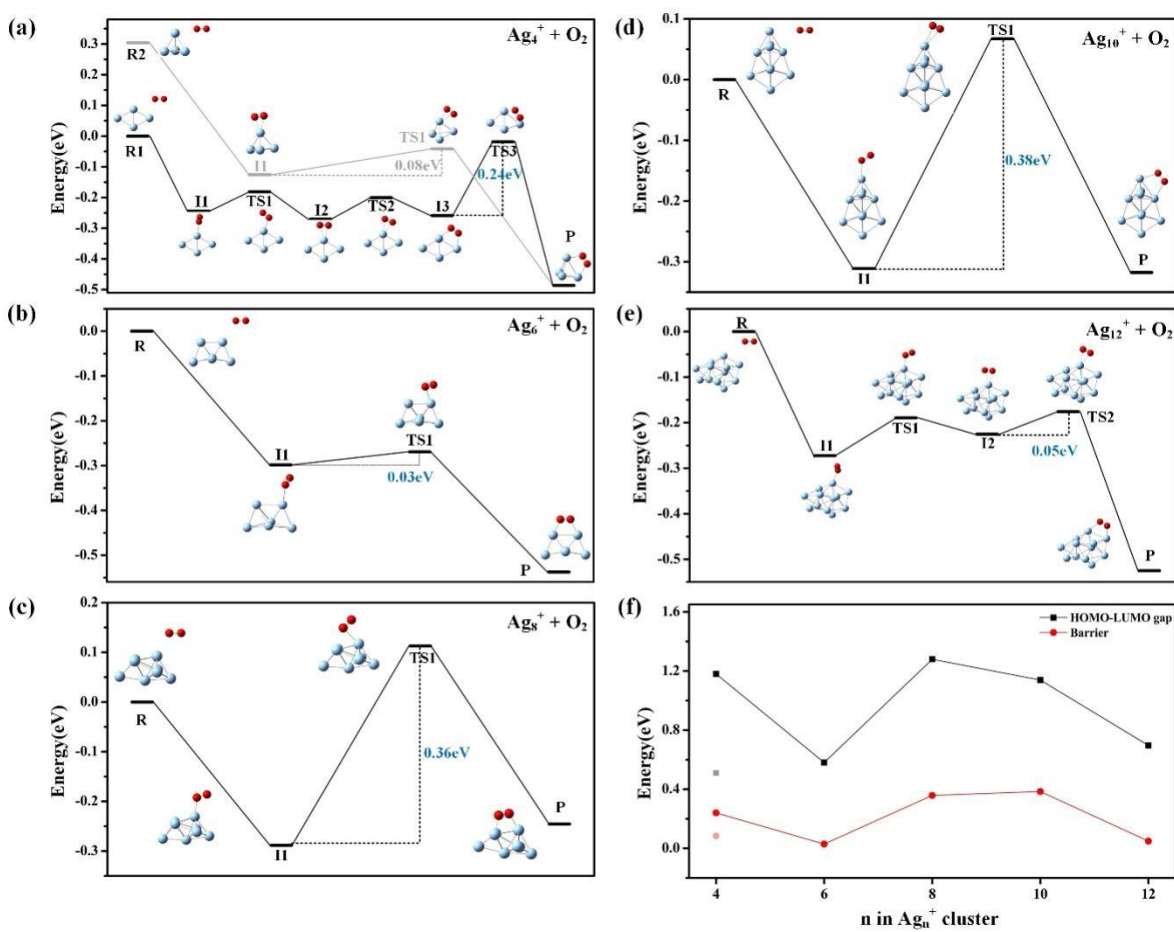 (a)
Ag4+ + O2
Energy(eV)
0.3
0.2
0.1
0.0
-0.1
-0.2
-0.3
-0.4
-0.5
R2
R1
I1
TS1
0.08eV
TS3
0.24eV
I1
TS1
I2
TS2
I3
P
(b)
Ag6+ + O2
Energy(eV)
0.0
-0.1
-0.2
-0.3
-0.4
-0.5
R
I1
TS1
0.03eV
P
(c)
Ag8+ + O2
Energy(eV)
0.2
0.1
0.0
-0.1
-0.2
-0.3
R
I1
TS1
0.36eV
P
(d)
Ag10+ + O2
Energy(eV)
0.1
0.0
-0.1
-0.2
-0.3
R
I1
TS1
0.38eV
P
(e)
Ag12+ + O2
Energy(eV)
0.0
-0.1
-0.2
-0.3
-0.4
-0.5
R
I1
TS1
I2
TS2
0.05eV
P
(f)
HOMO-LUMO gap
Barrier
Energy(eV)
1.6
1.2
0.8
0.4
0.0
4 6 8 10 12
n in Agn+ cluster